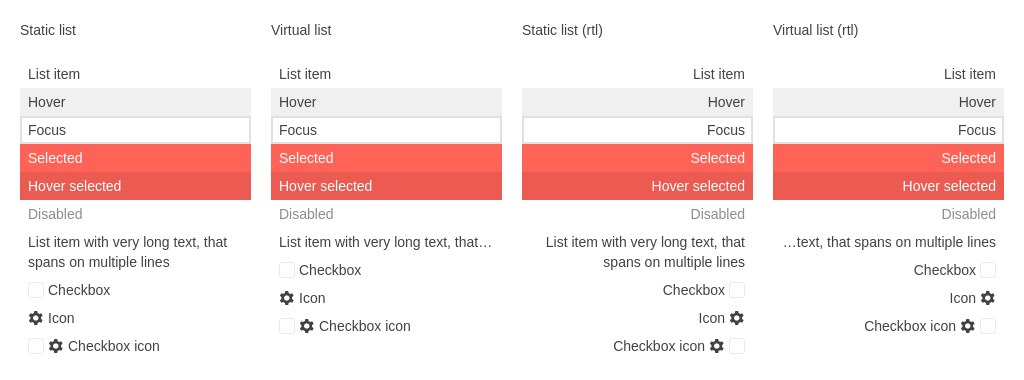 Static list
List item
Hover
Focus
Selected
Hover selected
Disabled
List item with very long text, that
spans on multiple lines
Checkbox
Icon
Checkbox icon
Virtual list
List item
Hover
Focus
Selected
Hover selected
Disabled
List item with very long text, that…
Checkbox
Icon
Checkbox icon
Static list (rtl)
List item
Hover
Focus
Selected
Hover selected
Disabled
List item with very long text, that
spans on multiple lines
Checkbox
Icon
Checkbox icon
Virtual list (rtl)
List item
Hover
Focus
Selected
Hover selected
Disabled
…text, that spans on multiple lines
Checkbox
Icon
Checkbox icon